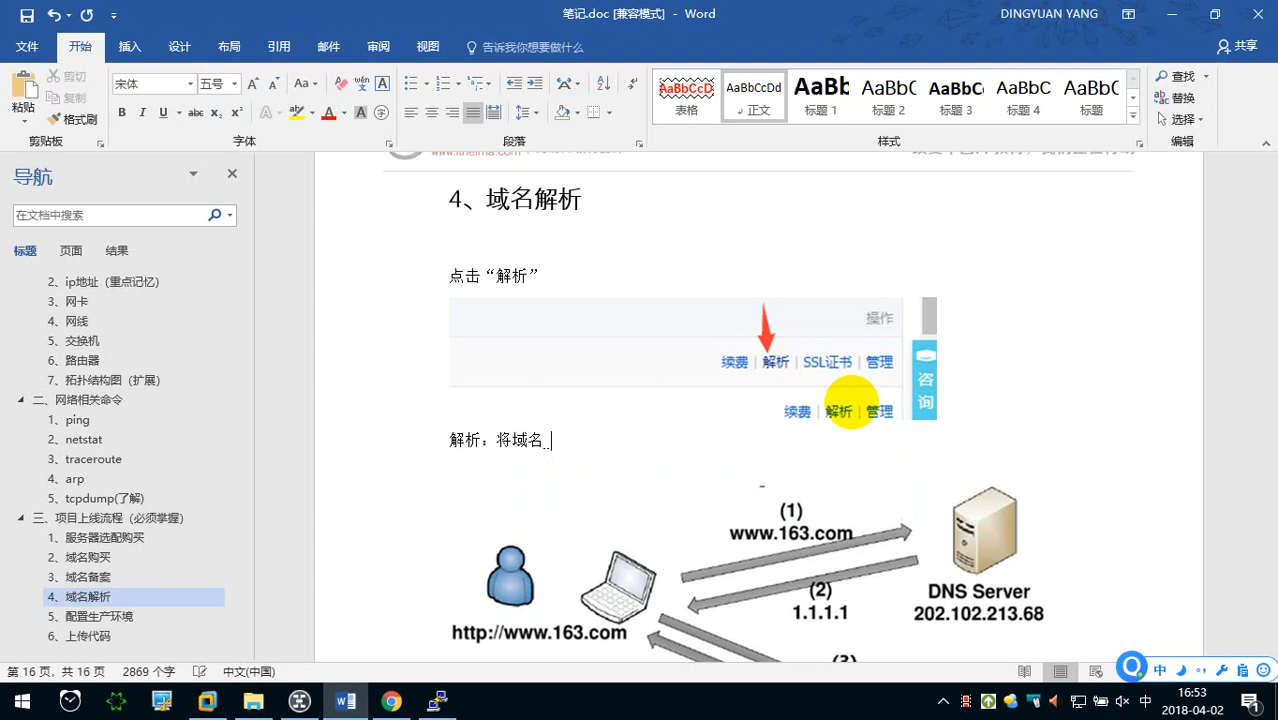 笔记.doc [兼容模式] - Word
DINGYUAN YANG
文件 开始 插入 设计 布局 引用 邮件 审阅 视图 告诉我你想要做什么 共享
粘贴 剪切 复制 格式刷
宋体 五号
AaBbCcD AaBbCcDd AaBb AaBbC AaBbC AaBbC AaBbC
表格 正文 标题 1 标题 2 标题 3 标题 4 标题
查找 替换 选择
剪贴板 字体 段落 样式 编辑
导航
在文档中搜索
标题 页面 结果
2、ip地址（重点记忆）
3、网卡
4、网线
5、交换机
6、路由器
7、拓扑结构图（扩展）
二、网络相关命令
1、ping
2、netstat
3、traceroute
4、arp
5、tcpdump(了解)
三、项目上线流程（必须掌握）
1、服务器选配购买
2、域名购买
3、域名备案
4、域名解析
5、配置生产环境
6、上传代码
4、域名解析
点击“解析”
操作
续费 | 解析 | SSL证书 | 管理
续费 | 解析 | 管理
咨询
解析：将域名
(1)
www.163.com
(2)
1.1.1.1
(3)
http://www.163.com
DNS Server
202.102.213.68
第 16 页，共 16 页 2869 个字 中文(中国)
中
中
16:53
2018-04-02